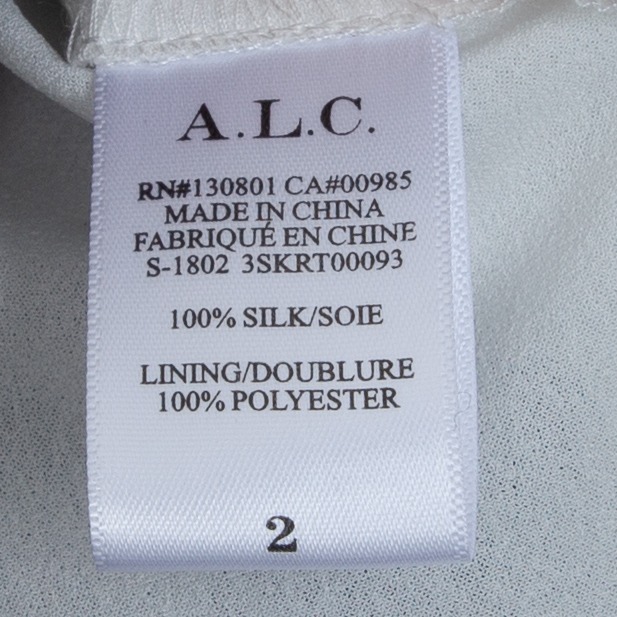 A.L.C.
RN#130801 CA#00985
MADE IN CHINA
FABRIQUÉ EN CHINE
S-1802 3SKRT00093
100% SILK/SOIE
LINING/DOUBLURE
100% POLYESTER
2